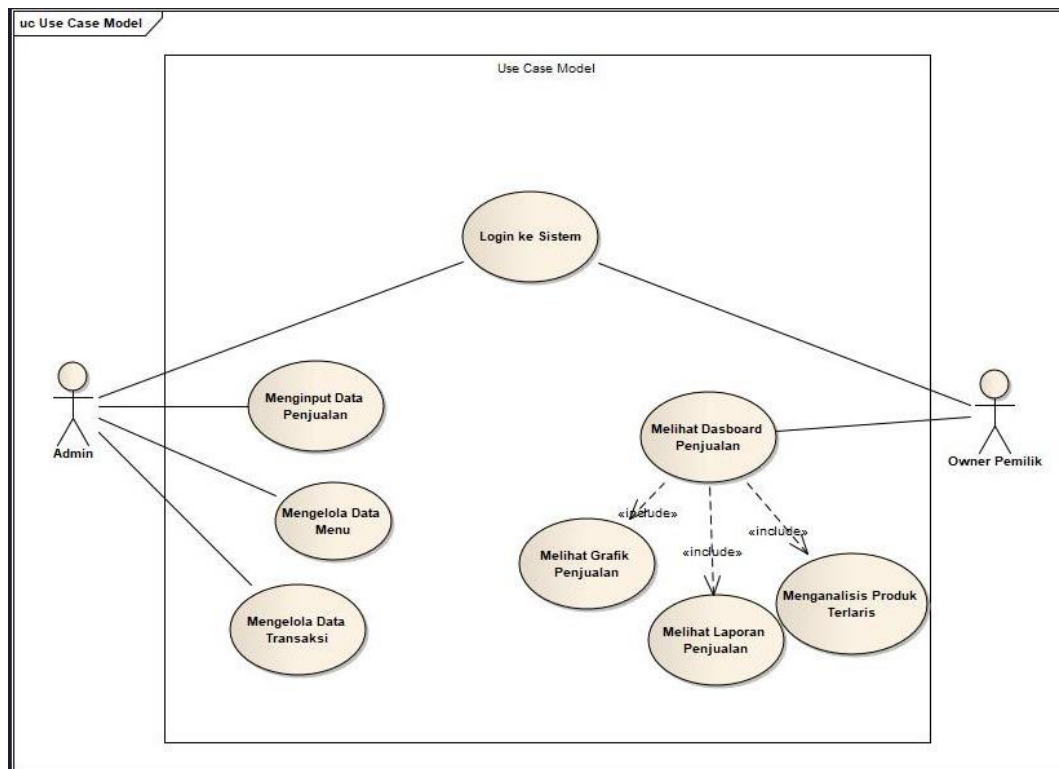 uc Use Case Model
Use Case Model
Login ke Sistem
Menginput Data
Penjualan
Admin
Melihat Dasboard
Penjualan
Owner Pemilik
Mengelola Data
Menu
«include»
«include»
«include»
Melihat Grafik
Penjualan
Menganalisis Produk
Terlaris
Mengelola Data
Transaksi
Melihat Laporan
Penjualan